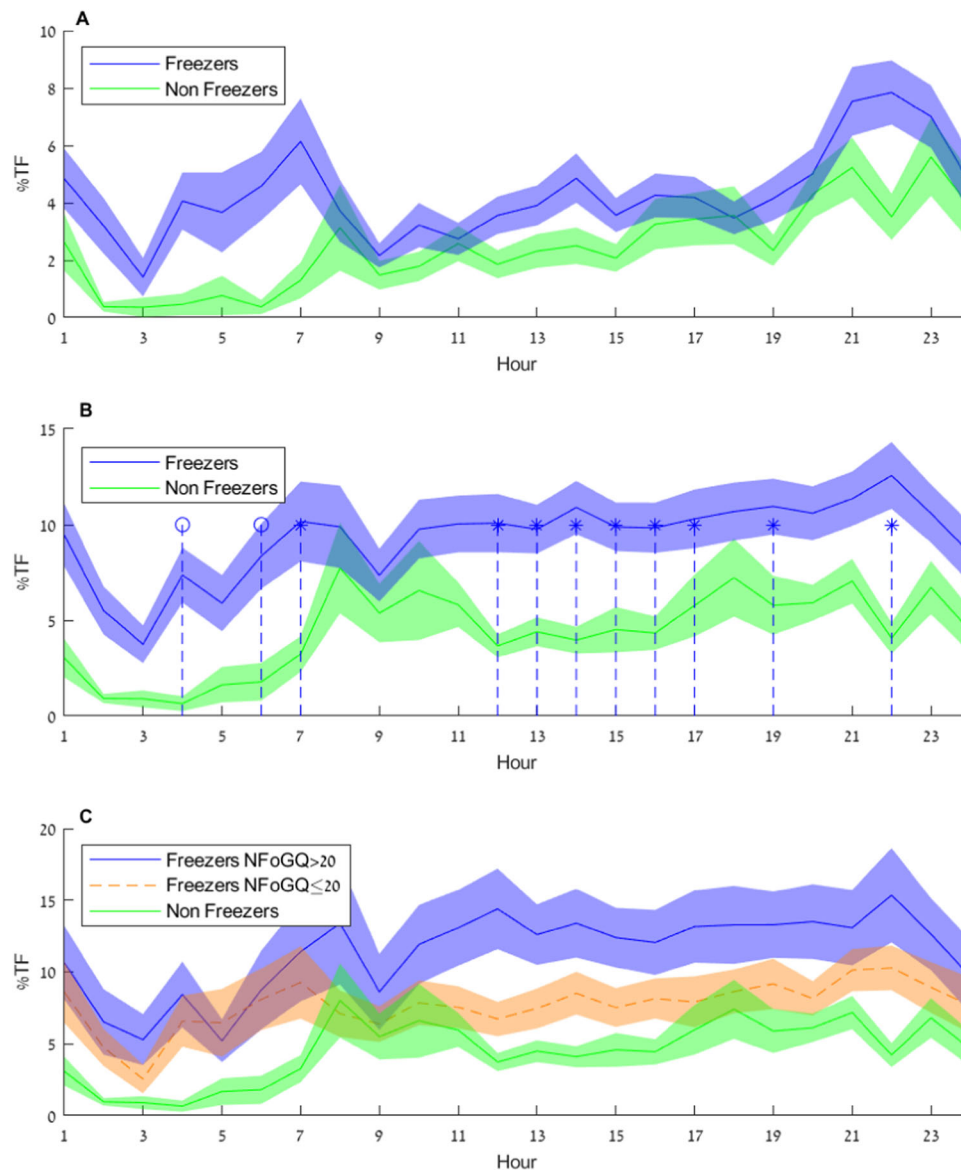 A
10
8
6
4
2
0
%TF
Freezers
Non Freezers
1 3 5 7 9 11 13 15 17 19 21 23
Hour
B
15
10
5
0
%TF
Freezers
Non Freezers
1 3 5 7 9 11 13 15 17 19 21 23
Hour
C
20
15
10
5
0
%TF
Freezers NFoGQ>20
Freezers NFoGQ≤20
Non Freezers
1 3 5 7 9 11 13 15 17 19 21 23
Hour